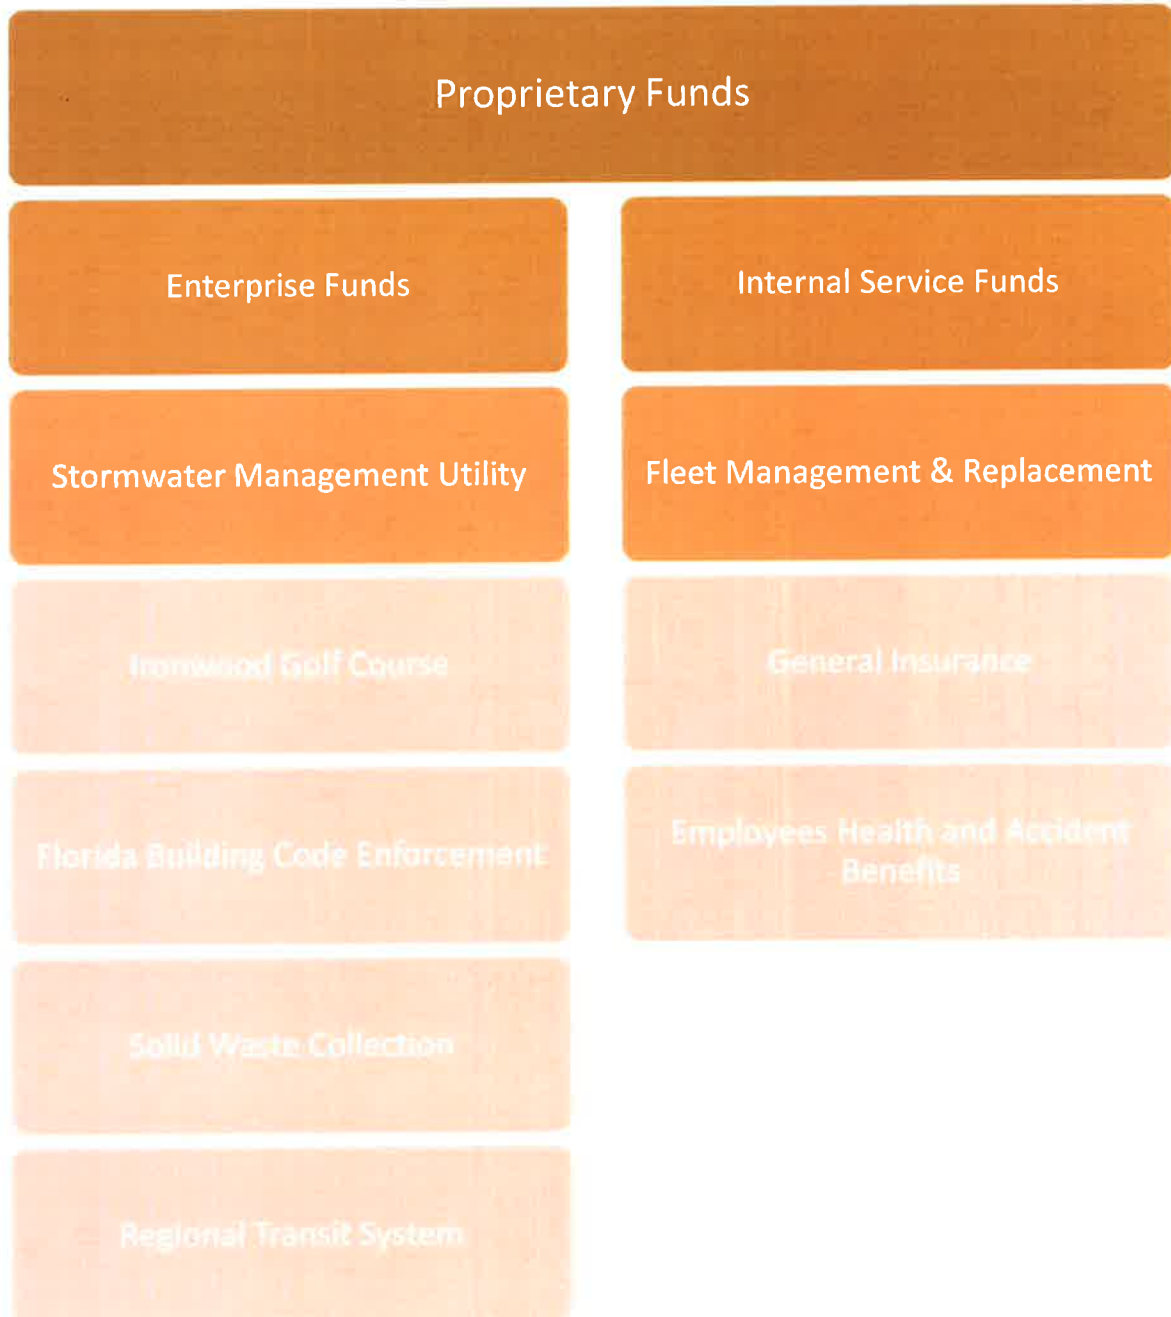 Proprietary Funds
Enterprise Funds
Internal Service Funds
Stormwater Management Utility
Fleet Management & Replacement
Ironwood Golf Course
General Insurance
Florida Building Code Enforcement
Employees Health and Accident
Benefits
Solid Waste Collection
Regional Transit System